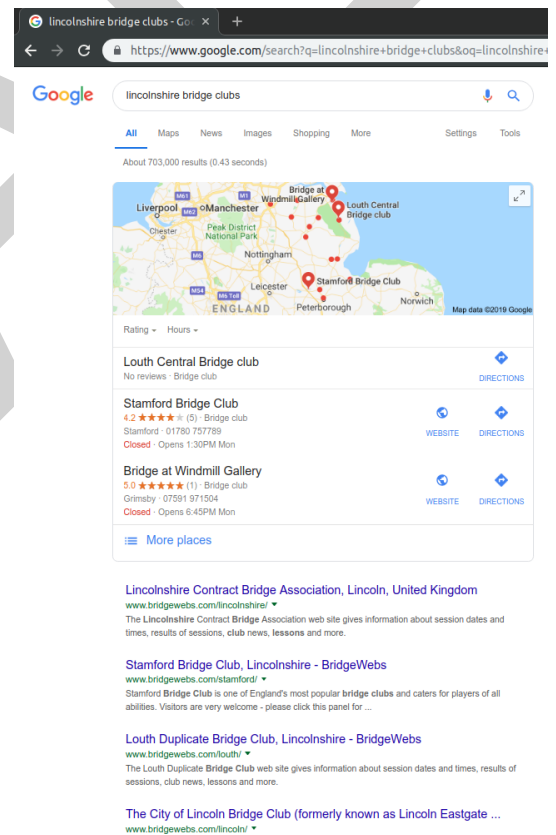 lincolnshire bridge clubs - Goo
https://www.google.com/search?q=lincolnshire+bridge+clubs&oq=lincolnshire+
Google
lincolnshire bridge clubs
All Maps News Images Shopping More Settings Tools
About 703,000 results (0.43 seconds)
M61
Liverpool
M62
Manchester
M1
Bridge at
Windmill Gallery
Louth Central
Bridge club
Chester
Peak District
National Park
M6
Nottingham
Leicester
Stamford Bridge Club
M54
M6 Toll
ENGLAND
Peterborough
Norwich
Map data ©2019 Google
Rating Hours
Louth Central Bridge club
No reviews · Bridge club
DIRECTIONS
Stamford Bridge Club
4.2 (5) · Bridge club
Stamford · 01780 757789
Closed · Opens 1:30PM Mon
WEBSITE DIRECTIONS
Bridge at Windmill Gallery
5.0 (1) · Bridge club
Grimsby · 07591 971504
Closed · Opens 6:45PM Mon
WEBSITE DIRECTIONS
More places
Lincolnshire Contract Bridge Association, Lincoln, United Kingdom
www.bridgewebs.com/lincolnshire/
The Lincolnshire Contract Bridge Association web site gives information about session dates and
times, results of sessions, club news, lessons and more.
Stamford Bridge Club, Lincolnshire - BridgeWebs
www.bridgewebs.com/stamford/
Stamford Bridge Club is one of England's most popular bridge clubs and caters for players of all
abilities. Visitors are very welcome - please click this panel for ...
Louth Duplicate Bridge Club, Lincolnshire - BridgeWebs
www.bridgewebs.com/louth/
The Louth Duplicate Bridge Club web site gives information about session dates and times, results of
sessions, club news, lessons and more.
The City of Lincoln Bridge Club (formerly known as Lincoln Eastgate ...
www.bridgewebs.com/lincoln/